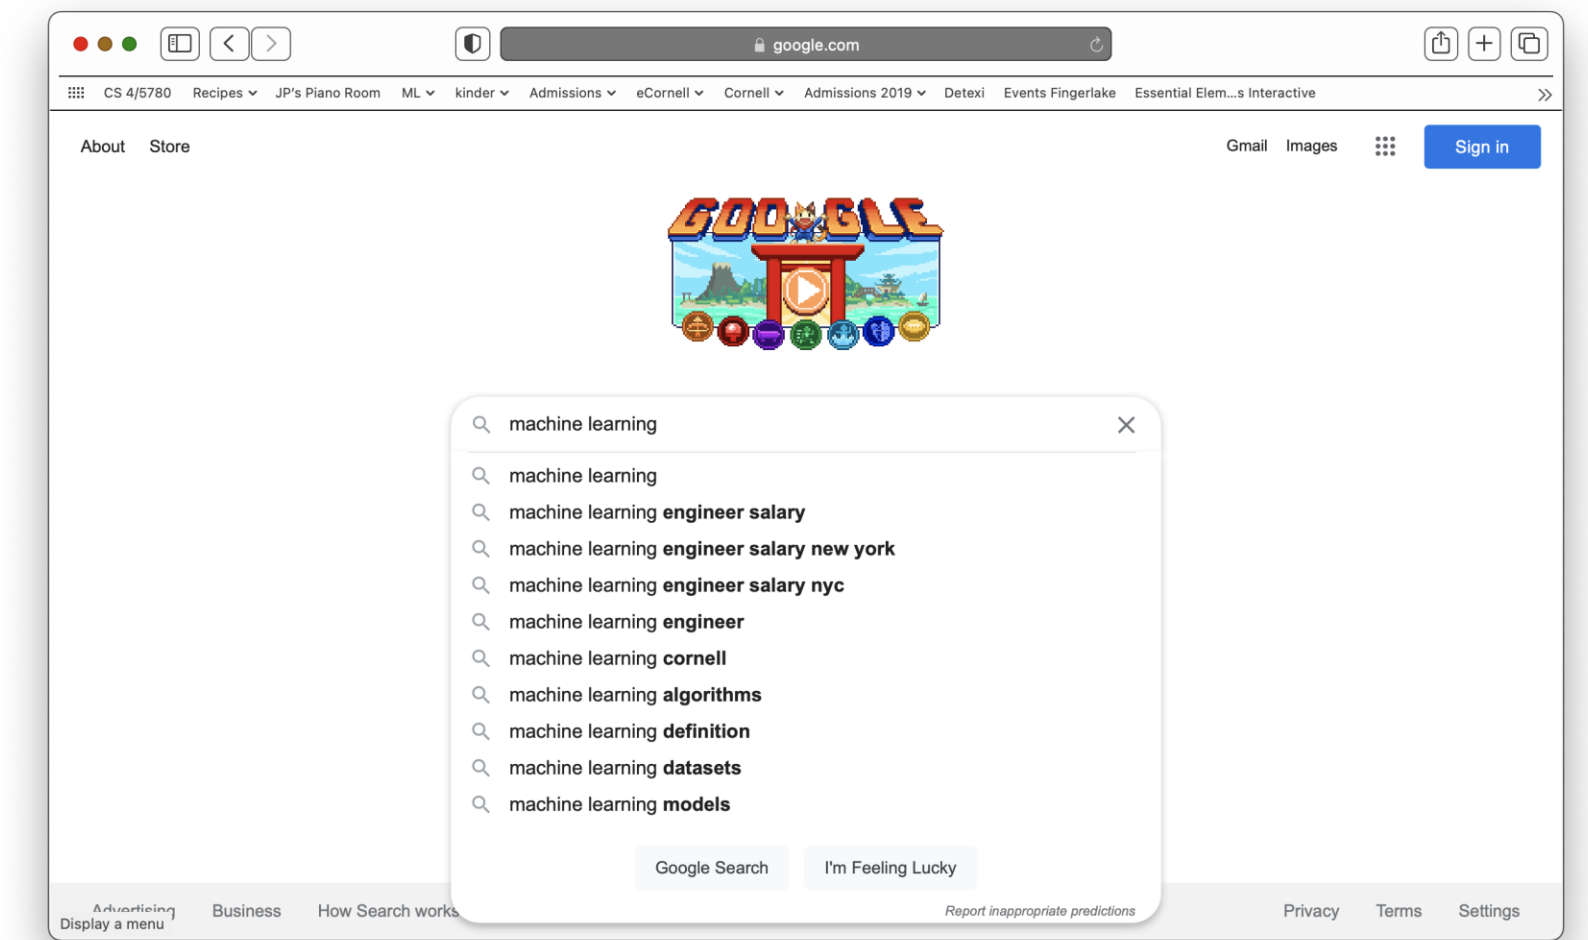 google.com
CS 4/5780 Recipes JP's Piano Room ML kinder Admissions eCornell Cornell Admissions 2019 Detexi Events Fingerlake Essential Elem...s Interactive
About Store Gmail Images Sign in
GOOGLE
machine learning
machine learning
machine learning engineer salary
machine learning engineer salary new york
machine learning engineer salary nyc
machine learning engineer
machine learning cornell
machine learning algorithms
machine learning definition
machine learning datasets
machine learning models
Google Search I'm Feeling Lucky
Report inappropriate predictions
Advertising Business How Search works Privacy Terms Settings
Display a menu